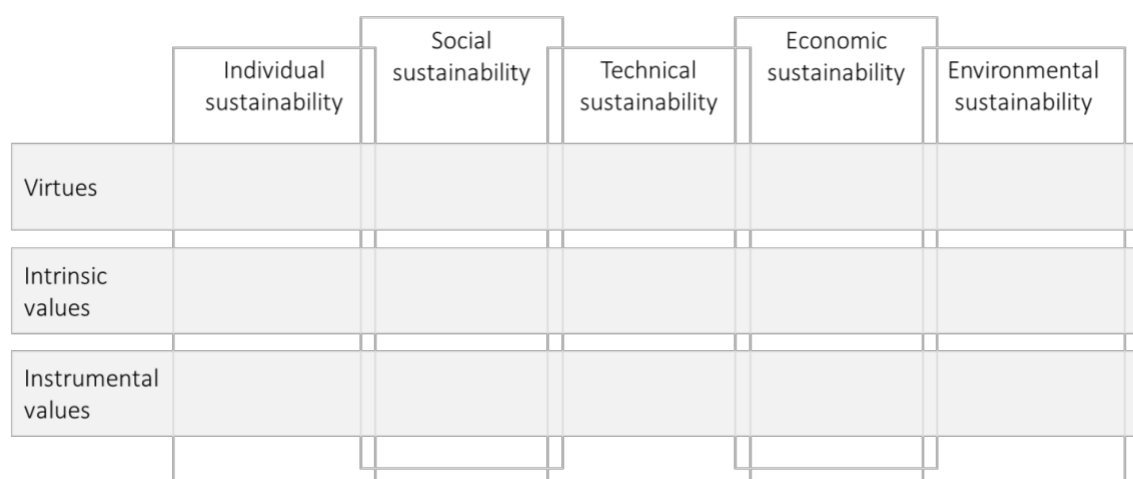 Individual
sustainability
Social
sustainability
Technical
sustainability
Economic
sustainability
Environmental
sustainability
Virtues
Intrinsic
values
Instrumental
values